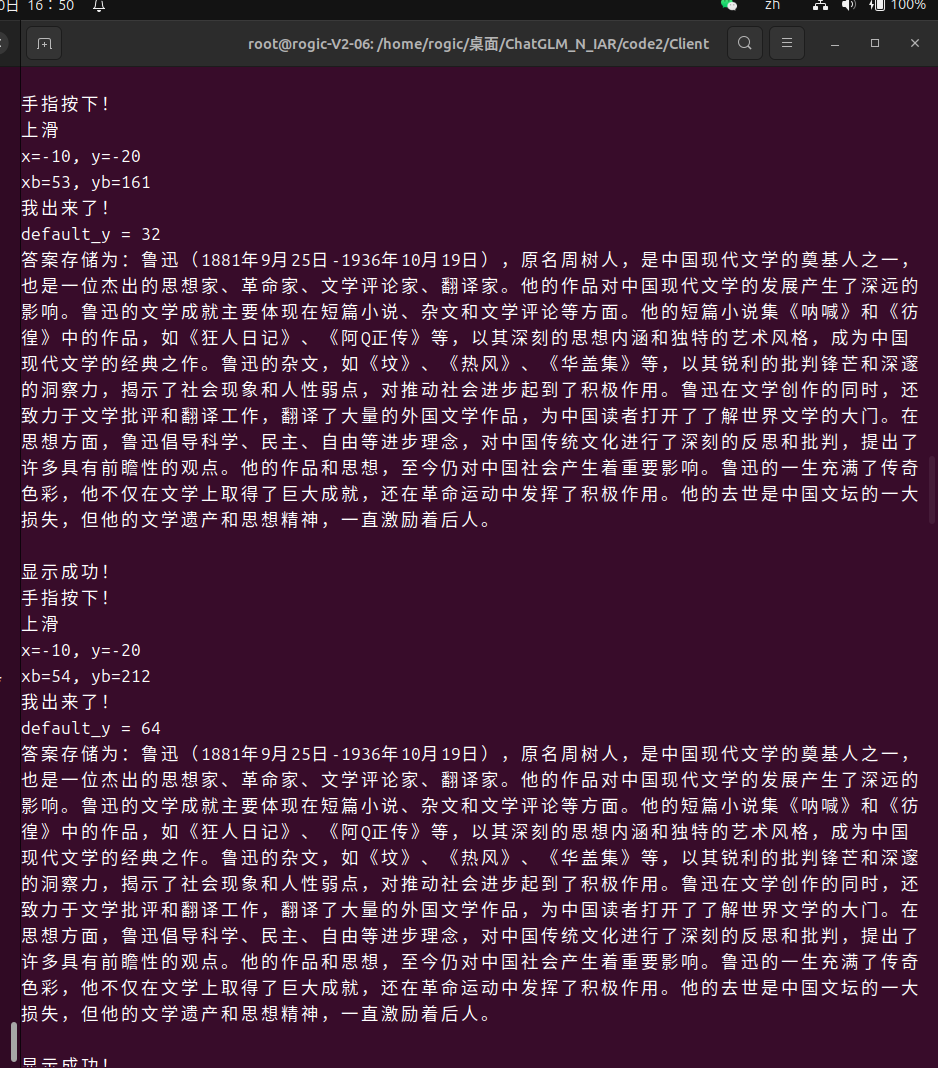 0日 16：50 zh 100%
root@rogic-V2-06: /home/rogic/桌面/ChatGLM_N_IAR/code2/Client
手指按下！
上滑
x=-10, y=-20
xb=53, yb=161
我出来了！
default_y = 32
答案存储为：鲁迅（1881年9月25日-1936年10月19日），原名周树人，是中国现代文学的奠基人之一，
也是一位杰出的思想家、革命家、文学评论家、翻译家。他的作品对中国现代文学的发展产生了深远的
影响。鲁迅的文学成就主要体现在短篇小说、杂文和文学评论等方面。他的短篇小说集《呐喊》和《彷
徨》中的作品，如《狂人日记》、《阿Q正传》等，以其深刻的思想内涵和独特的艺术风格，成为中国
现代文学的经典之作。鲁迅的杂文，如《坟》、《热风》、《华盖集》等，以其锐利的批判锋芒和深邃
的洞察力，揭示了社会现象和人性弱点，对推动社会进步起到了积极作用。鲁迅在文学创作的同时，还
致力于文学批评和翻译工作，翻译了大量的外国文学作品，为中国读者打开了了解世界文学的大门。在
思想方面，鲁迅倡导科学、民主、自由等进步理念，对中国传统文化进行了深刻的反思和批判，提出了
许多具有前瞻性的观点。他的作品和思想，至今仍对中国社会产生着重要影响。鲁迅的一生充满了传奇
色彩，他不仅在文学上取得了巨大成就，还在革命运动中发挥了积极作用。他的去世是中国文坛的一大
损失，但他的文学遗产和思想精神，一直激励着后人。
显示成功！
手指按下！
上滑
x=-10, y=-20
xb=54, yb=212
我出来了！
default_y = 64
答案存储为：鲁迅（1881年9月25日-1936年10月19日），原名周树人，是中国现代文学的奠基人之一，
也是一位杰出的思想家、革命家、文学评论家、翻译家。他的作品对中国现代文学的发展产生了深远的
影响。鲁迅的文学成就主要体现在短篇小说、杂文和文学评论等方面。他的短篇小说集《呐喊》和《彷
徨》中的作品，如《狂人日记》、《阿Q正传》等，以其深刻的思想内涵和独特的艺术风格，成为中国
现代文学的经典之作。鲁迅的杂文，如《坟》、《热风》、《华盖集》等，以其锐利的批判锋芒和深邃
的洞察力，揭示了社会现象和人性弱点，对推动社会进步起到了积极作用。鲁迅在文学创作的同时，还
致力于文学批评和翻译工作，翻译了大量的外国文学作品，为中国读者打开了了解世界文学的大门。在
思想方面，鲁迅倡导科学、民主、自由等进步理念，对中国传统文化进行了深刻的反思和批判，提出了
许多具有前瞻性的观点。他的作品和思想，至今仍对中国社会产生着重要影响。鲁迅的一生充满了传奇
色彩，他不仅在文学上取得了巨大成就，还在革命运动中发挥了积极作用。他的去世是中国文坛的一大
损失，但他的文学遗产和思想精神，一直激励着后人。
显示成功！